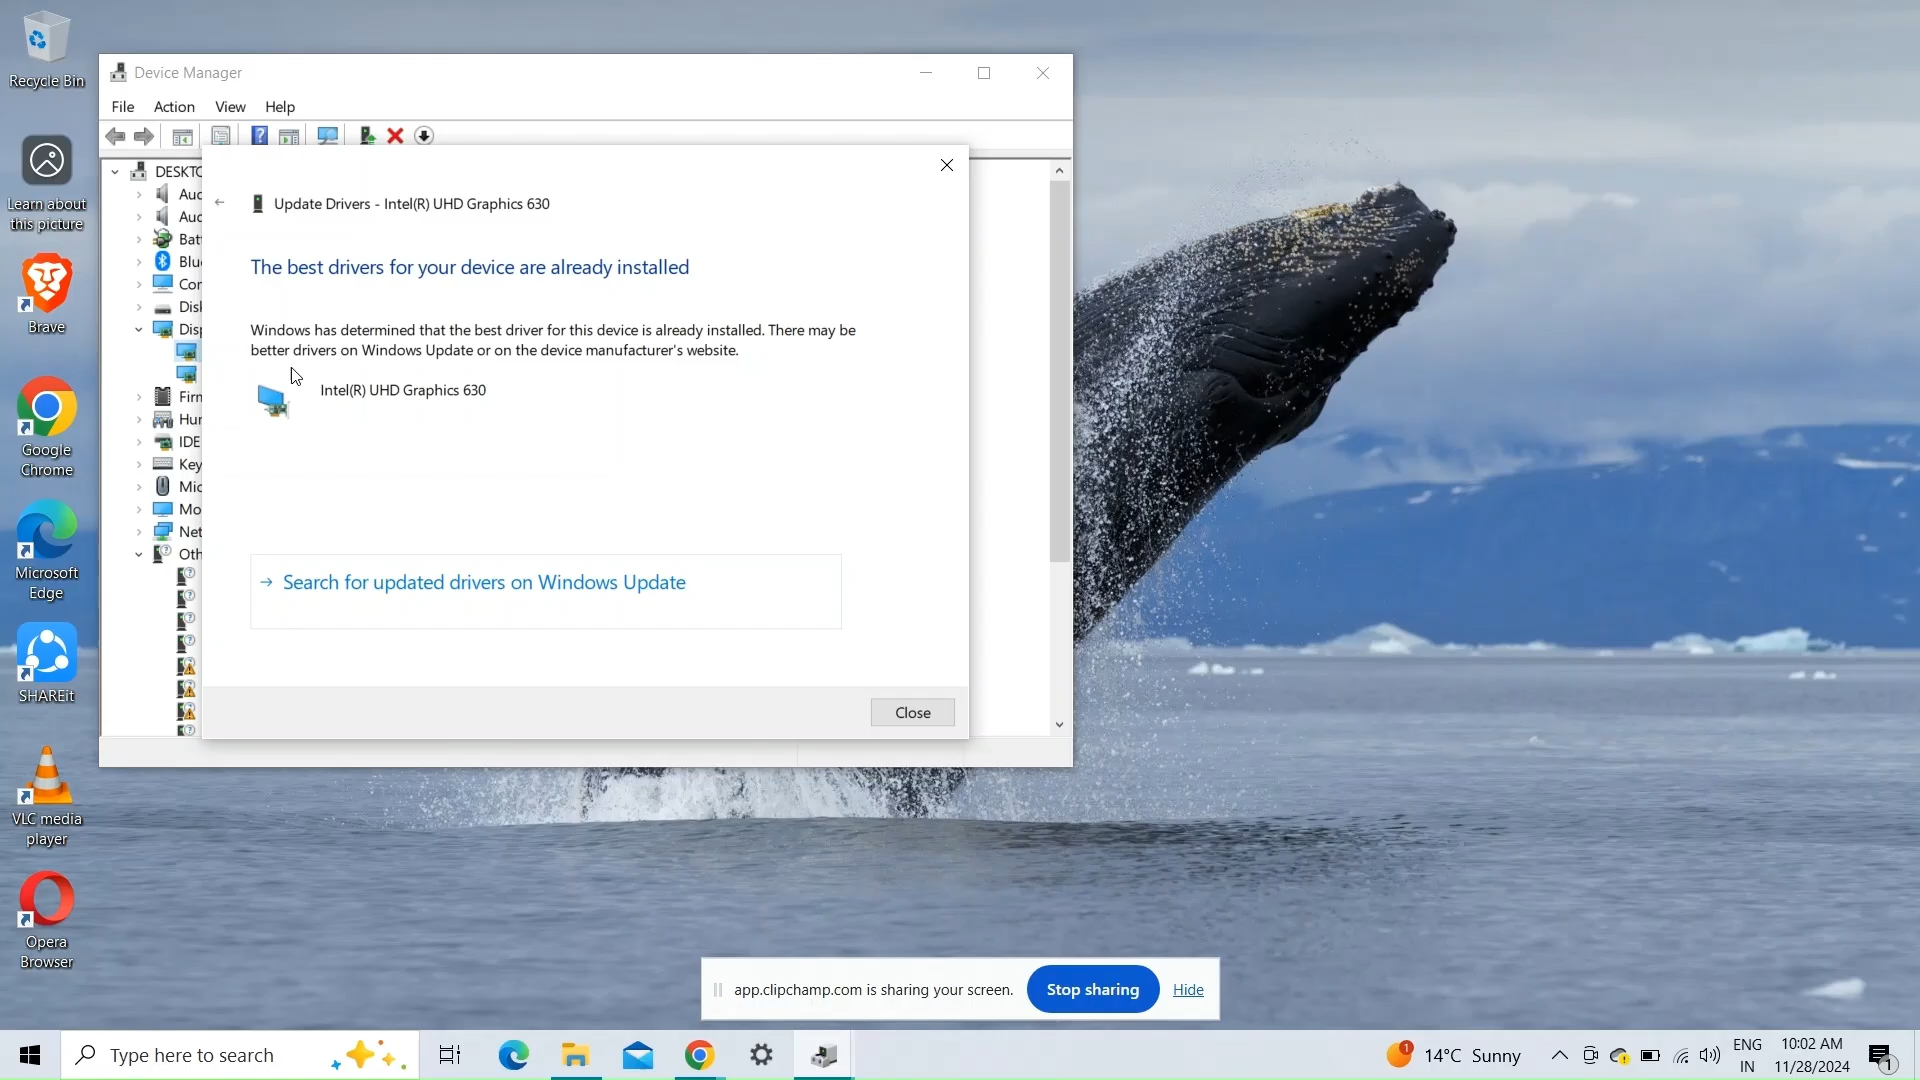 Recycle Bin
Learn about
this picture
Brave
Google
Chrome
Microsoft
Edge
SHAREit
VLC media
player
Opera
Browser
Device Manager
File Action View Help
DESKTO
Auc
Auc
Bat
Blu
Cor
Disk
Disp
Firn
Hur
IDE
Key
Mic
Mo
Net
Oth
Update Drivers - Intel(R) UHD Graphics 630
The best drivers for your device are already installed
Windows has determined that the best driver for this device is already installed. There may be
better drivers on Windows Update or on the device manufacturer's website.
Intel(R) UHD Graphics 630
→ Search for updated drivers on Windows Update
Close
app.clipchamp.com is sharing your screen. Stop sharing Hide
Type here to search
1
14°C Sunny
ENG
IN
10:02 AM
11/28/2024
1